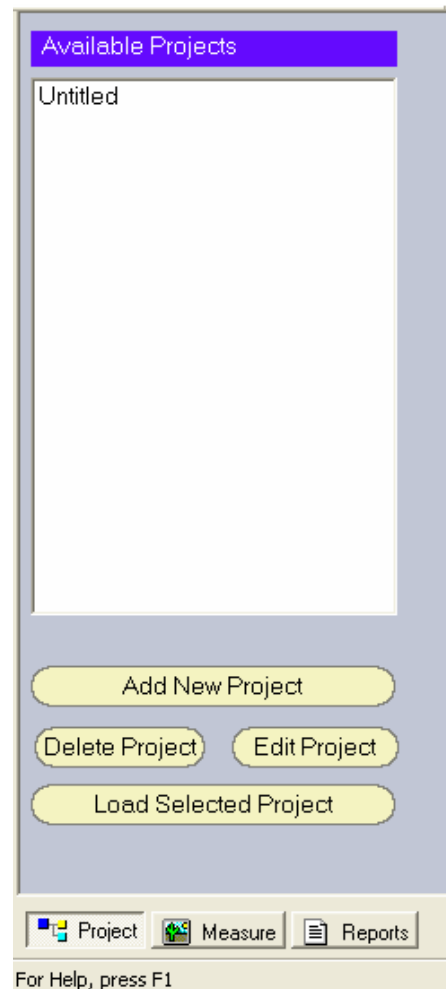 Available Projects
Untitled
Add New Project
Delete Project Edit Project
Load Selected Project
Project Measure Reports
For Help, press F1